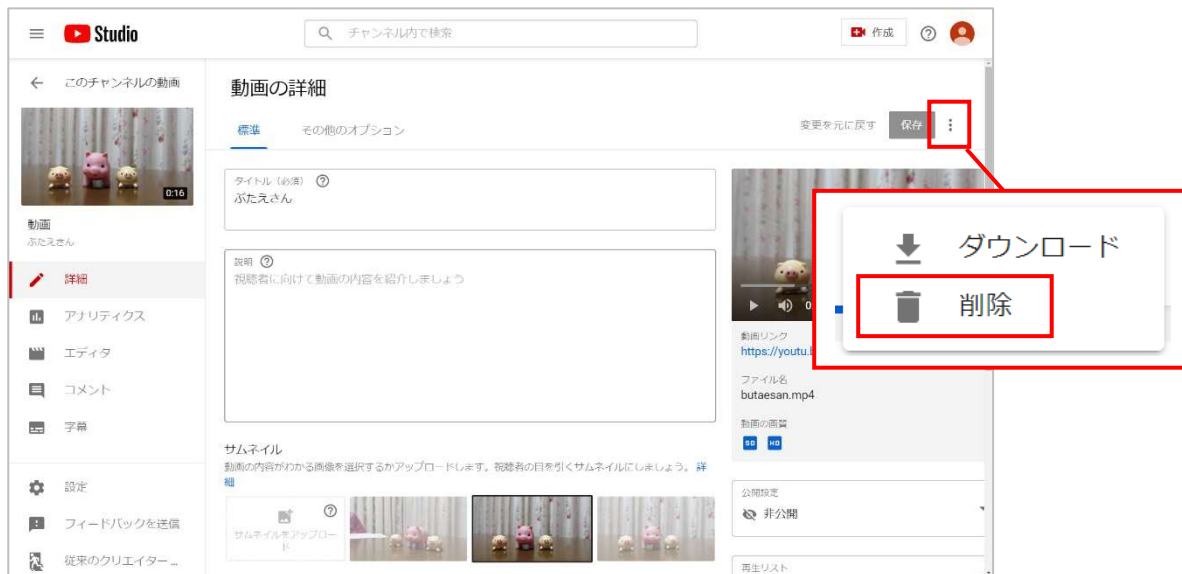 Studio
チャンネル内で検索
作成
このチャンネルの動画
0:16
動画
ぶたえさん
詳細
アナリティクス
エディタ
コメント
字幕
設定
フィードバックを送信
従来のクリエイター ...
動画の詳細
標準
その他のオプション
変更を元に戻す
保存
タイトル（必須）
ぶたえさん
説明
視聴者に向けて動画の内容を紹介しましょう
サムネイル
動画の内容がわかる画像を選択するかアップロードします。視聴者の目を引くサムネイルにしましょう。詳
細
サムネイルをアップロー
ド
動画リンク
https://youtu.b
ファイル名
butaesan.mp4
動画の画質
SD HD
公開設定
非公開
再生リスト
ダウンロード
削除